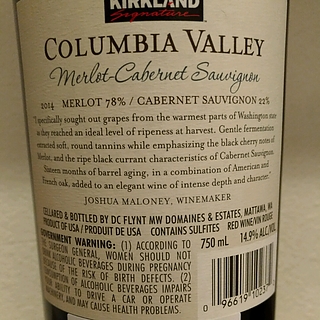 KIRKLAND
Signature
COLUMBIA VALLEY
Merlot-Cabernet Sauvignon
2014 MERLOT 78% / CABERNET SAUVIGNON 22%
"I specifically sought out grapes from the warmest parts of Washington state
as they reached an ideal level of ripeness at harvest. Gentle fermentation
extracted soft, round tannins while emphasizing the black cherry notes of
Merlot, and the ripe black currant characteristics of Cabernet Sauvignon.
Sixteen months of barrel aging, in a combination of American and
French oak, added to an elegant wine of intense depth and character."
JOSHUA MALONEY, WINEMAKER
CELLARED & BOTTLED BY DC FLYNT MW DOMAINES & ESTATES, MATTAWA, WA
PRODUCT OF USA / PRODUIT DE USA CONTAINS SULFITES RED WINE/VIN ROUGE
750 mL 14.9% ALC./VOL.
GOVERNMENT WARNING: (1) ACCORDING TO
THE SURGEON GENERAL, WOMEN SHOULD NOT
DRINK ALCOHOLIC BEVERAGES DURING PREGNANCY
BECAUSE OF THE RISK OF BIRTH DEFECTS. (2)
CONSUMPTION OF ALCOHOLIC BEVERAGES IMPAIRS
YOUR ABILITY TO DRIVE A CAR OR OPERATE
MACHINERY, AND MAY CAUSE HEALTH PROBLEMS.
0 96619